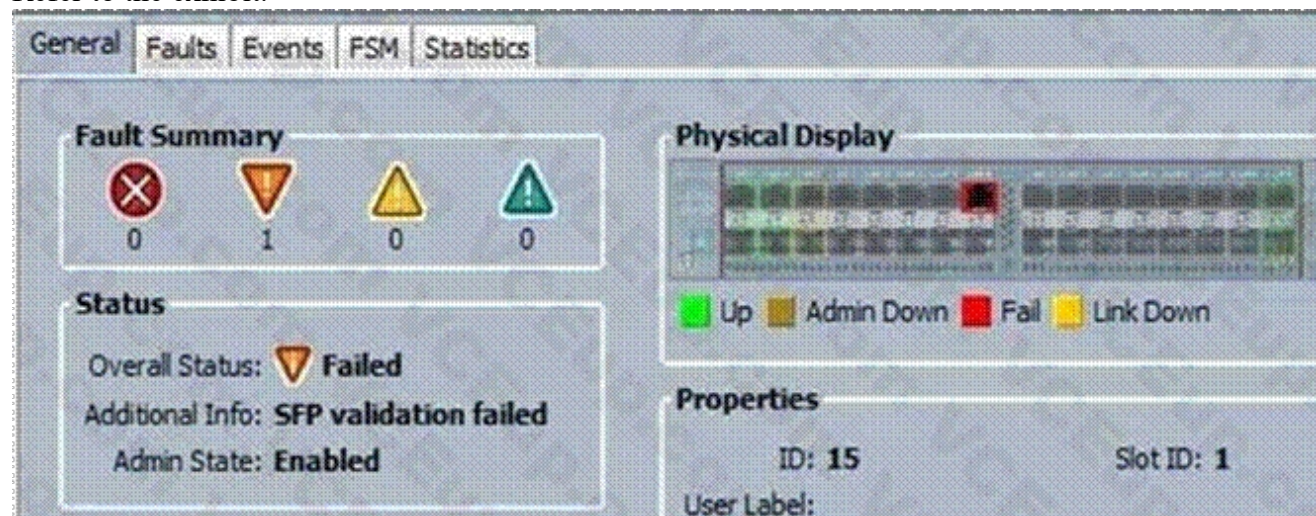 General Faults Events FSM Statistics
Fault Summary
0 1 0 0
Status
Overall Status: Failed
Additional Info: SFP validation failed
Admin State: Enabled
Physical Display
Up Admin Down Fail Link Down
Properties
ID: 15 Slot ID: 1
User Label: